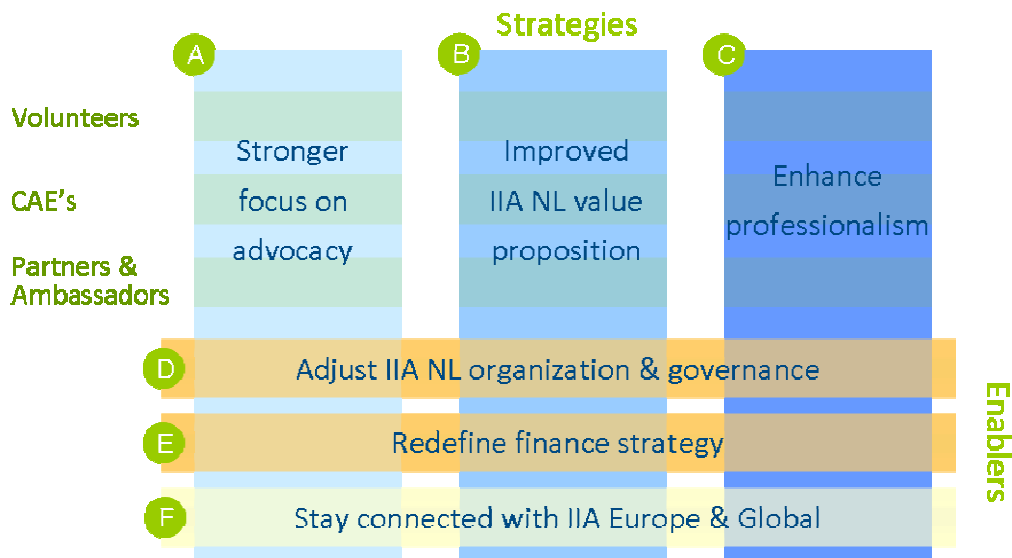 Strategies
A
B
C
Volunteers
CAE's
Partners &
Ambassadors
Stronger
focus on
advocacy
Improved
IIA NL value
proposition
Enhance
professionalism
D
Adjust IIA NL organization & governance
E
Redefine finance strategy
F
Stay connected with IIA Europe & Global
Enablers